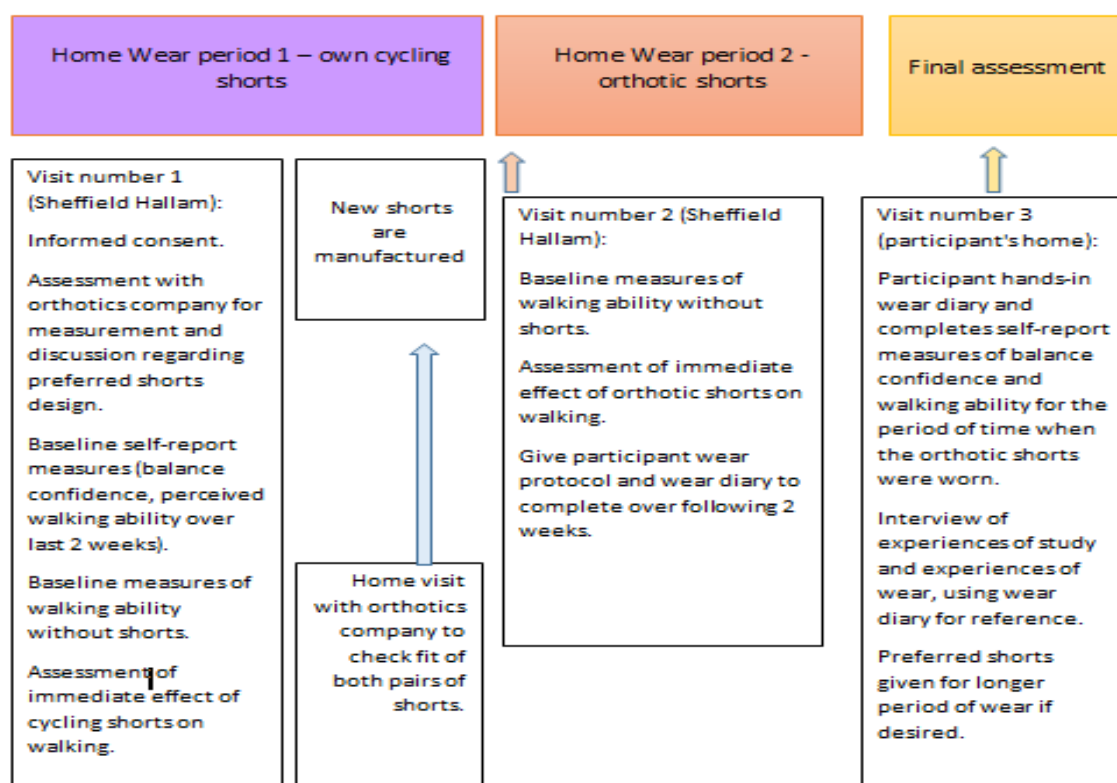 Home Wear period 1 – own cycling
shorts
Home Wear period 2 -
orthotic shorts
Final assessment
Visit number 1
(Sheffield Hallam):
Informed consent.
Assessment with
orthotics company for
measurement and
discussion regarding
preferred shorts
design.
Baseline self-report
measures (balance
confidence, perceived
walking ability over
last 2 weeks).
Baseline measures of
walking ability
without shorts.
Assessment of
immediate effect of
cycling shorts on
walking.
New shorts
are
manufactured
Home visit
with orthotics
company to
check fit of
both pairs of
shorts.
Visit number 2 (Sheffield
Hallam):
Baseline measures of
walking ability without
shorts.
Assessment of immediate
effect of orthotic shorts on
walking.
Give participant wear
protocol and wear diary to
complete over following 2
weeks.
Visit number 3
(participant's home):
Participant hands-in
wear diary and
completes self-report
measures of balance
confidence and
walking ability for the
period of time when
the orthotic shorts
were worn.
Interview of
experiences of study
and experiences of
wear, using wear
diary for reference.
Preferred shorts
given for longer
period of wear if
desired.